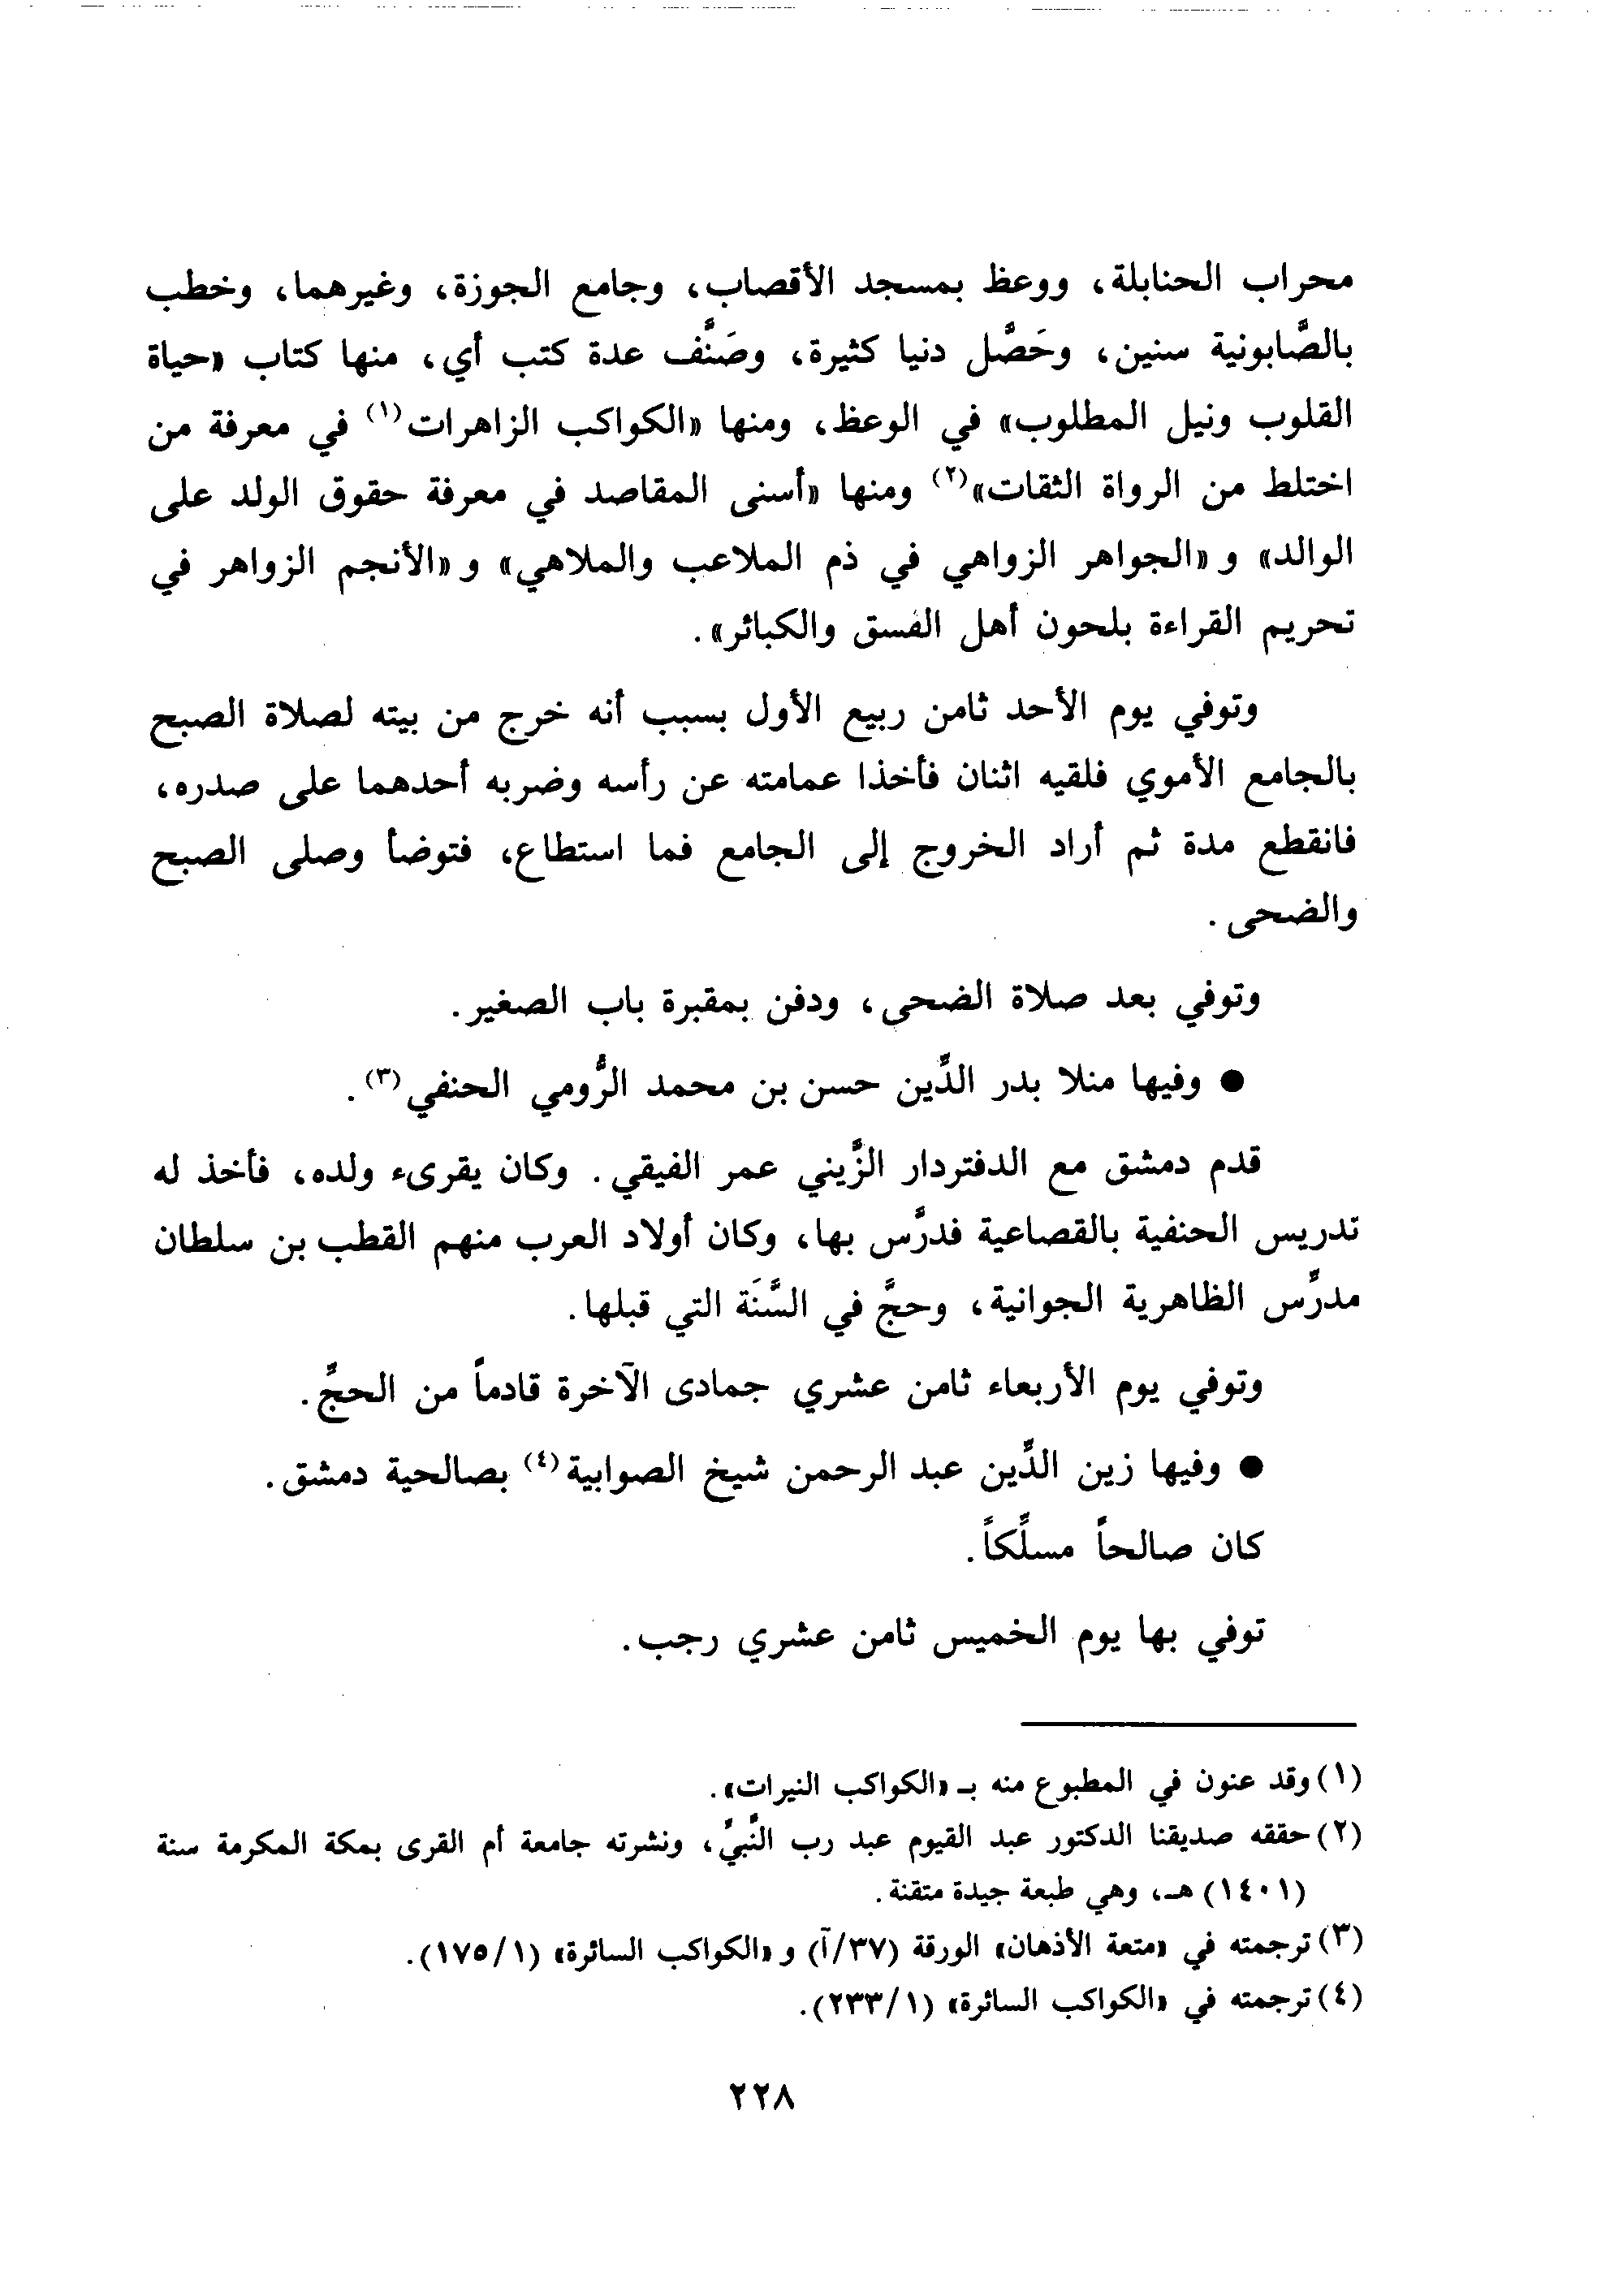 محراب الحنابلة، ووعظ بمسجد الأقصاب، وجامع الجوزة، وغيرهما، وخطب
بالصَّابونية سنين، وحَصَّل دنيا كثيرة، وصَنَّف عدة كتب أي، منها كتاب «حياة
القلوب ونيل المطلوب» في الوعظ، ومنها «الكواكب الزاهرات(١) في معرفة من
اختلط من الرواة الثقات»(٢) ومنها «أسنى المقاصد في معرفة حقوق الولد على
الوالد» و «الجواهر الزواهي في ذم الملاعب والملاهي» و «الأنجم الزواهر في
تحريم القراءة بلحون أهل الفسق والكبائر».
وتوفي يوم الأحد ثامن ربيع الأول بسبب أنه خرج من بيته لصلاة الصبح
بالجامع الأموي فلقيه اثنان فأخذا عمامته عن رأسه وضربه أحدهما على صدره،
فانقطع مدة ثم أراد الخروج إلى الجامع فما استطاع، فتوضأ وصلى الصبح
والضحى.
وتوفي بعد صلاة الضحى، ودفن بمقبرة باب الصغير.
● وفيها منلا بدر الدِّين حسن بن محمد الرُّومي الحنفي(٣).
قدم دمشق مع الدفتردار الزَّيني عمر الفيقي. وكان يقرىء ولده، فأخذ له
تدريس الحنفية بالقصاعية فدرَّس بها، وكان أولاد العرب منهم القطب بن سلطان
مدرِّس الظاهرية الجوانية، وحجَّ في السَّنَة التي قبلها.
وتوفي يوم الأربعاء ثامن عشري جمادى الآخرة قادماً من الحجِّ.
● وفيها زين الدِّين عبد الرحمن شيخ الصوابية(٤) بصالحية دمشق.
كان صالحاً مسلِّكاً.
توفي بها يوم الخميس ثامن عشري رجب.
(١) وقد عنون في المطبوع منه بـ «الكواكب النيرات».
(٢) حققه صديقنا الدكتور عبد القيوم عبد رب النَّبيِّ، ونشرته جامعة أم القرى بمكة المكرمة سنة
(١٤٠١) هـ، وهي طبعة جيدة متقنة.
(٣) ترجمته في «متعة الأذهان» الورقة (٣٧/آ) و «الكواكب السائرة» (١/١٧٥).
(٤) ترجمته في «الكواكب السائرة» (١/٢٣٣).
٢٢٨